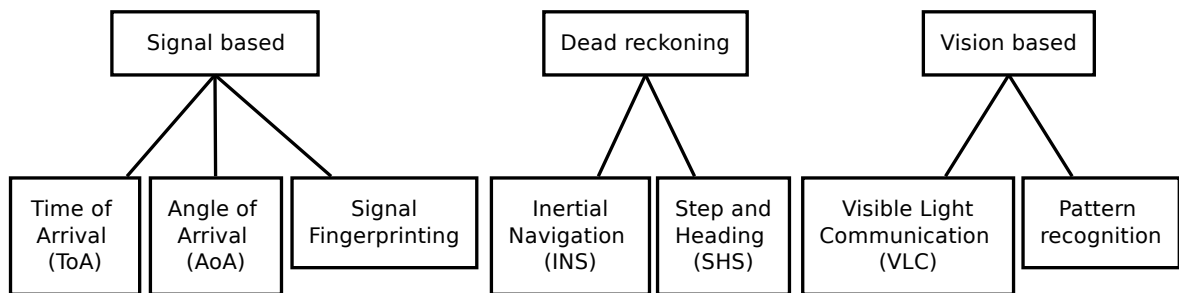 Signal based
Dead reckoning
Vision based
Time of
Arrival
(ToA)
Angle of
Arrival
(AoA)
Signal
Fingerprinting
Inertial
Navigation
(INS)
Step and
Heading
(SHS)
Visible Light
Communication
(VLC)
Pattern
recognition